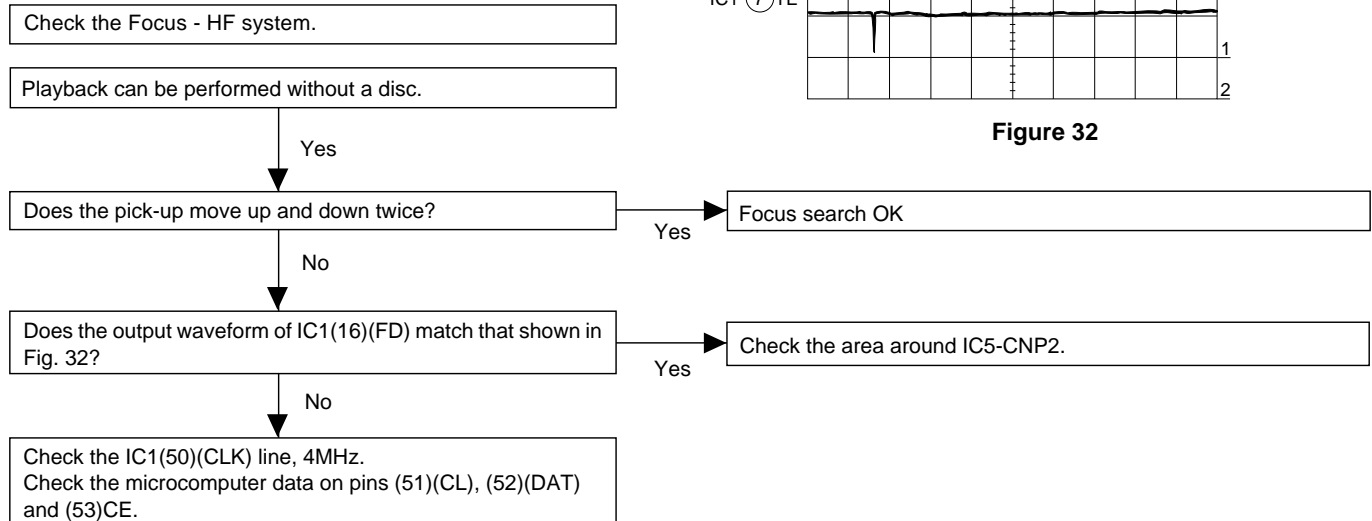 Check the Focus - HF system.
Playback can be performed without a disc.
Yes
Does the pick-up move up and down twice?
Yes
Focus search OK
No
Does the output waveform of IC1(16)(FD) match that shown in
Fig. 32?
Yes
Check the area around IC5-CNP2.
No
Check the IC1(50)(CLK) line, 4MHz.
Check the microcomputer data on pins (51)(CL), (52)(DAT)
and (53)CE.
1
2
Figure 32